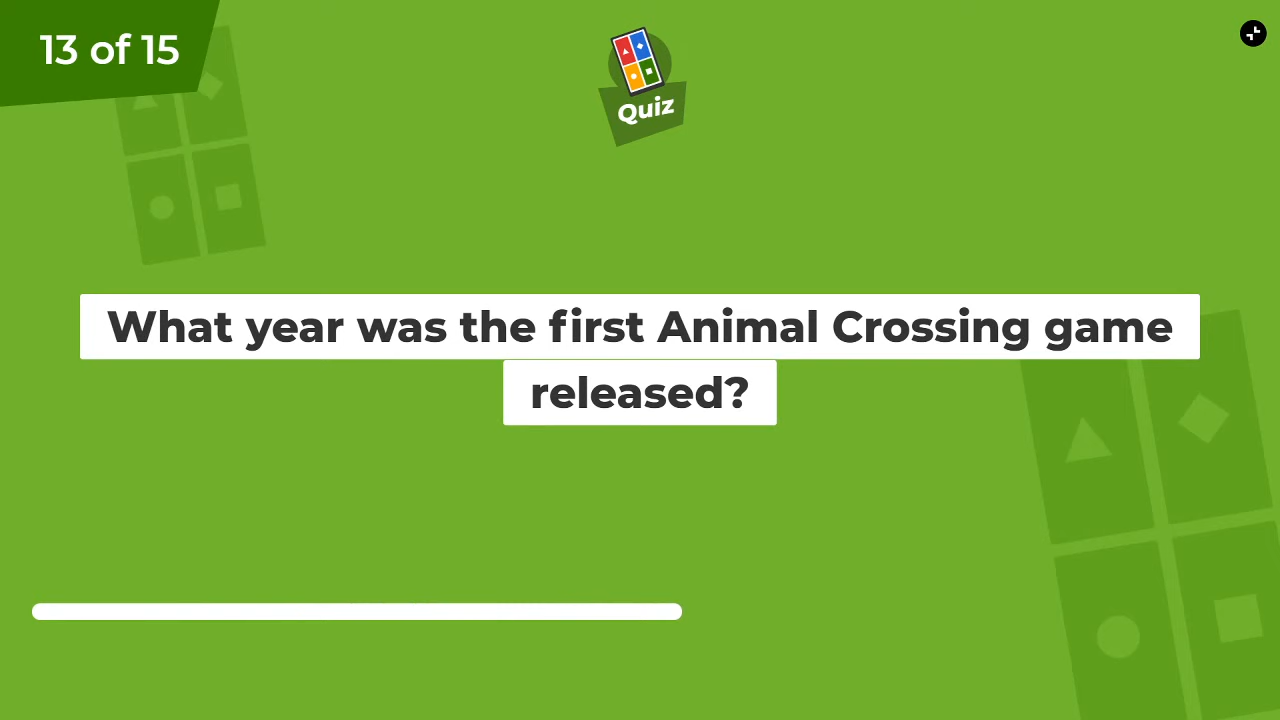 13 of 15
Quiz
What year was the first Animal Crossing game
released?